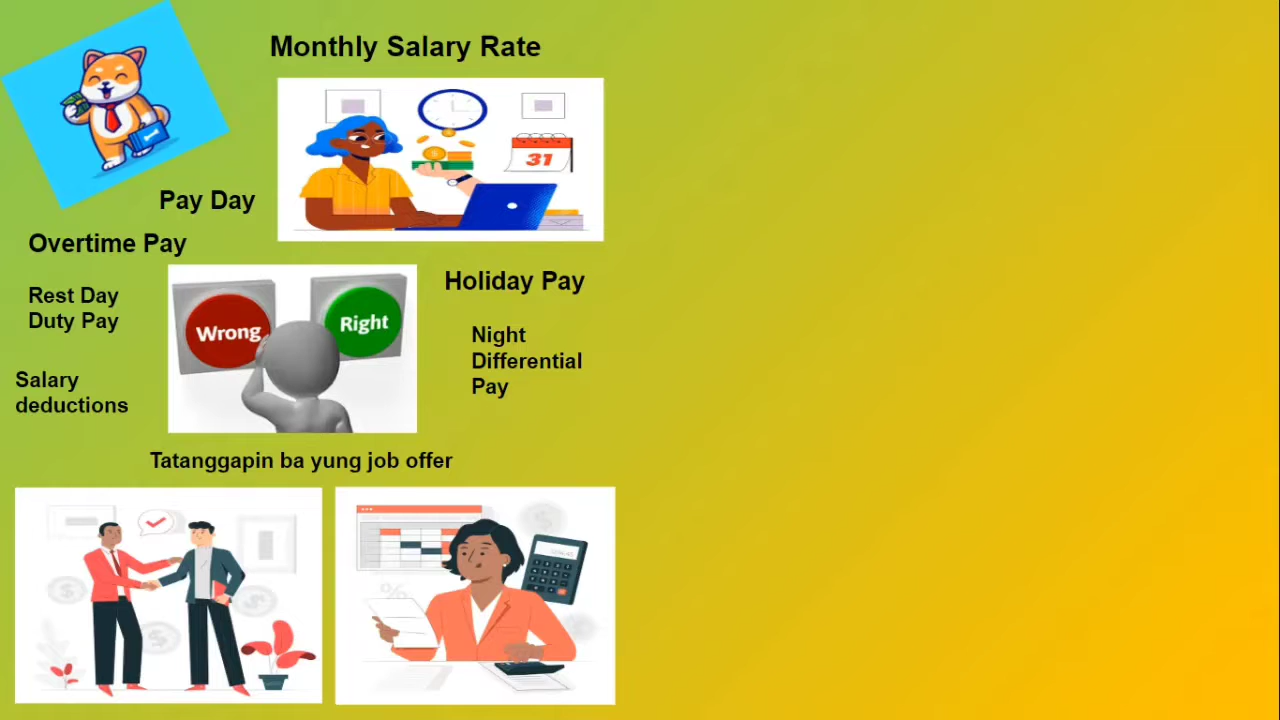 Monthly Salary Rate
31
Pay Day
Overtime Pay
Holiday Pay
Rest Day
Duty Pay
Wrong
Right
Night
Differential
Pay
Salary
deductions
Tatanggapin ba yung job offer